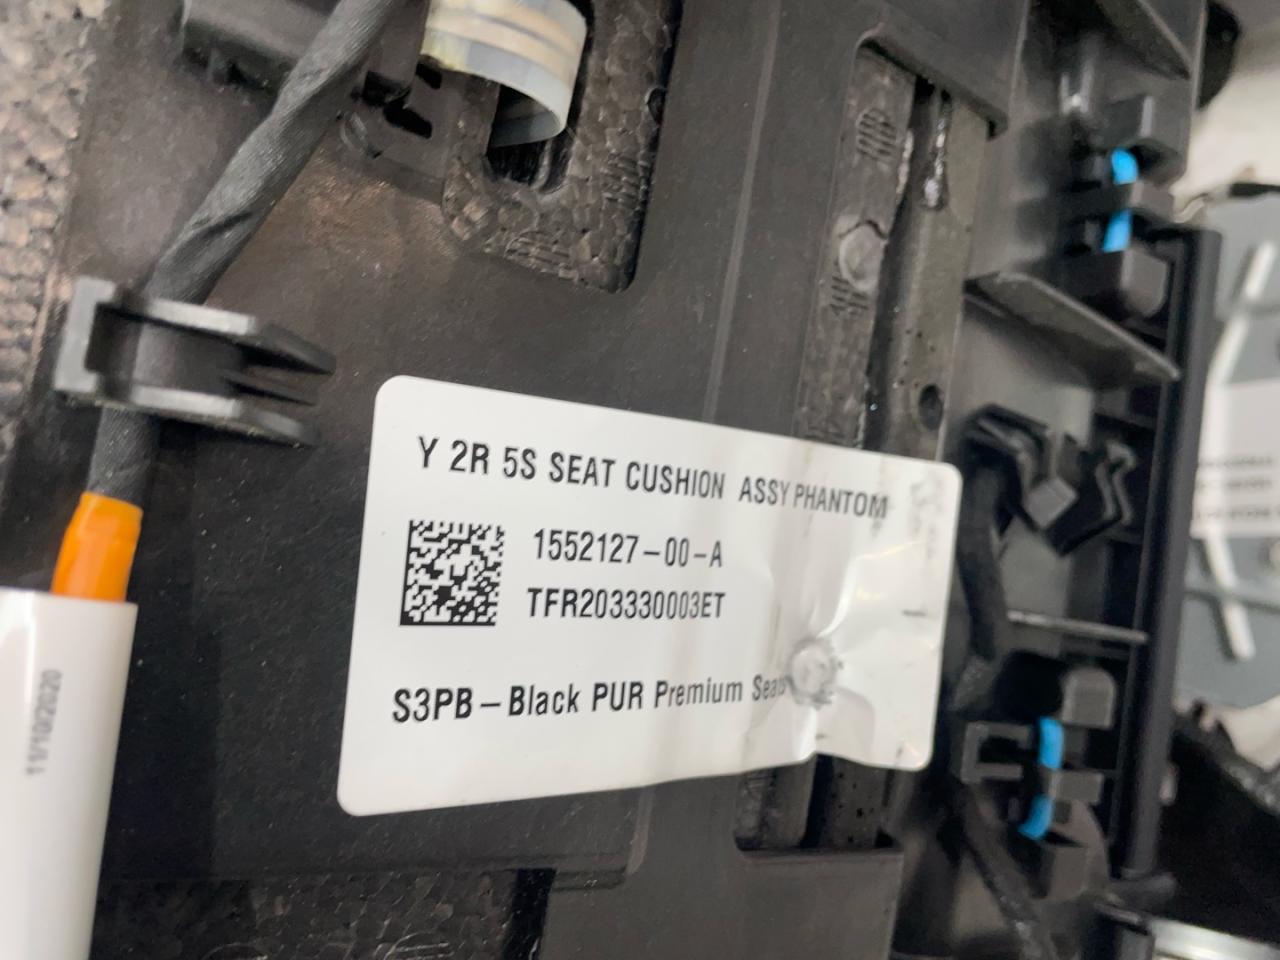 Y 2R 5S SEAT CUSHION ASSY PHANTOM
1552127-00-A
TFR203330003ET
S3PB-Black PUR Premium Seats
11/10/2020